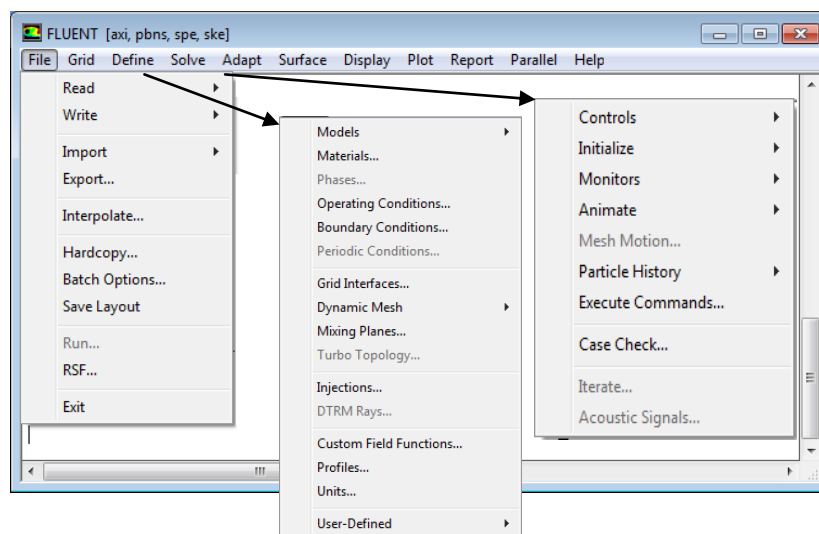 FLUENT [axi, pbns, spe, ske]
File Grid Define Solve Adapt Surface Display Plot Report Parallel Help
Read
Write
Import
Export...
Interpolate...
Hardcopy...
Batch Options...
Save Layout
Run...
RSF...
Exit
Models
Materials...
Phases...
Operating Conditions...
Boundary Conditions...
Periodic Conditions...
Grid Interfaces...
Dynamic Mesh
Mixing Planes...
Turbo Topology...
Injections...
DTRM Rays...
Custom Field Functions...
Profiles...
Units...
User-Defined
Controls
Initialize
Monitors
Animate
Mesh Motion...
Particle History
Execute Commands...
Case Check...
Iterate...
Acoustic Signals...